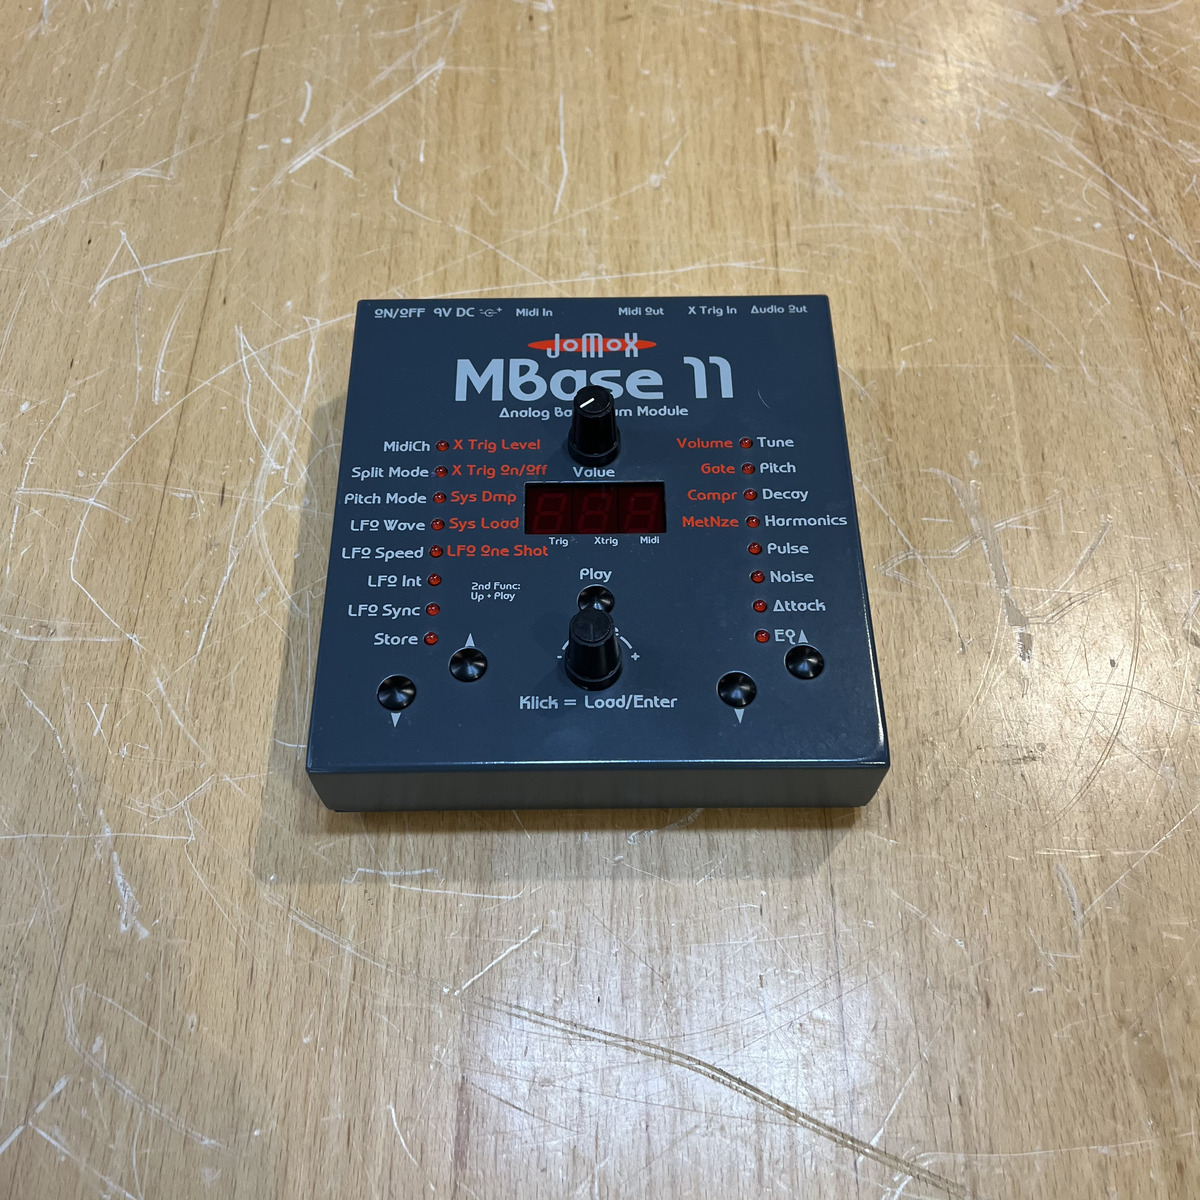 ON/OFF 9V DC Midi In Midi Out X Trig In Audio Out
JoMoX
MBase 11
Analog Module
MidiCh X Trig Level
Split Mode X Trig On/Off
Pitch Mode Sys Dmp
LFO Wave Sys Load
LFO Speed LFO One Shot
LFO Int
LFO Sync
Store
2nd Func:
Up + Play
Value
Trig Xtrig Midi
Play
- +
Klick = Load/Enter
Volume Tune
Gate Pitch
Compr Decay
MetNze Harmonics
Pulse
Noise
Attack
EQ